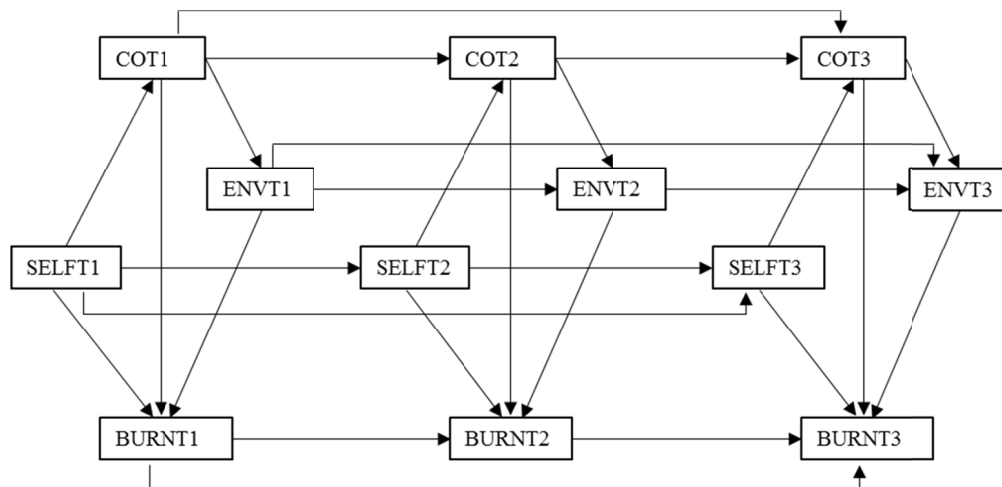 COT1
COT2
COT3
ENVT1
ENVT2
ENVT3
SELFT1
SELFT2
SELFT3
BURNT1
BURNT2
BURNT3